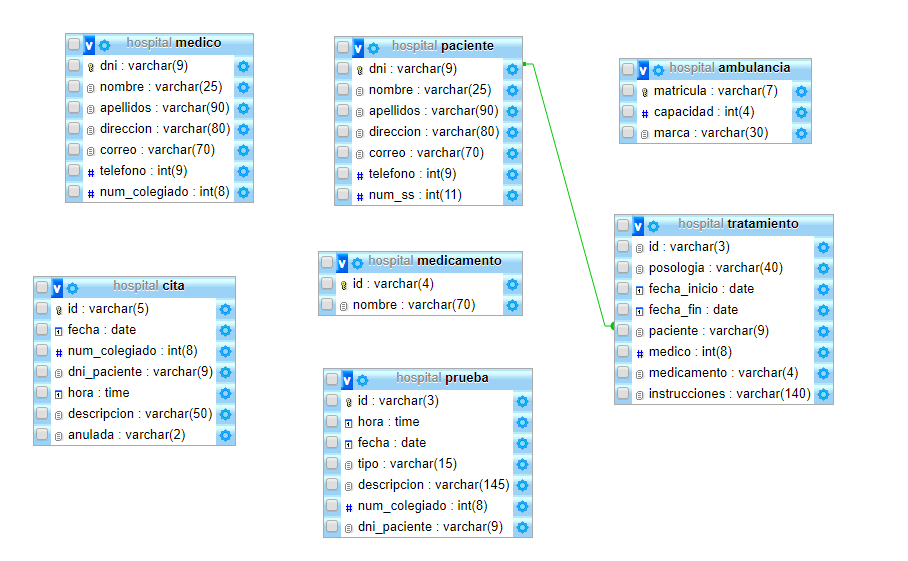 hospital medico
dni : varchar(9)
nombre : varchar(25)
apellidos : varchar(90)
direccion : varchar(80)
correo : varchar(70)
telefono : int(9)
num_colegiado : int(8)
hospital paciente
dni : varchar(9)
nombre : varchar(25)
apellidos : varchar(90)
direccion : varchar(80)
correo : varchar(70)
telefono : int(9)
num_ss : int(11)
hospital ambulancia
matricula : varchar(7)
capacidad : int(4)
marca : varchar(30)
hospital tratamiento
id : varchar(3)
posologia : varchar(40)
fecha_inicio : date
fecha_fin : date
paciente : varchar(9)
medico : int(8)
medicamento : varchar(4)
instrucciones : varchar(140)
hospital medicamento
id : varchar(4)
nombre : varchar(70)
hospital cita
id : varchar(5)
fecha : date
num_colegiado : int(8)
dni_paciente : varchar(9)
hora : time
descripcion : varchar(50)
anulada : varchar(2)
hospital prueba
id : varchar(3)
hora : time
fecha : date
tipo : varchar(15)
descripcion : varchar(145)
num_colegiado : int(8)
dni_paciente : varchar(9)